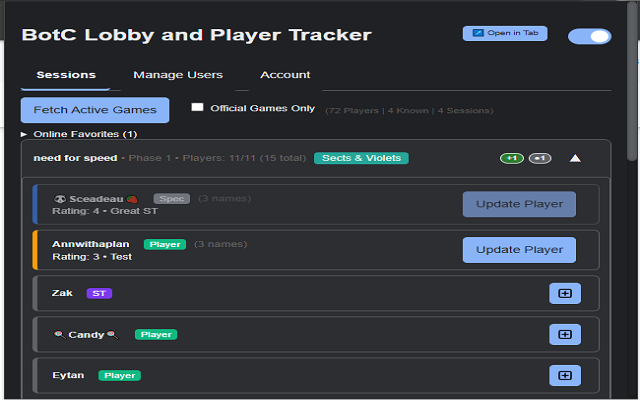 BotC Lobby and Player Tracker
Open in Tab
Sessions Manage Users Account
Fetch Active Games Official Games Only (72 Players | 4 Known | 4 Sessions)
Online Favorites (1)
need for speed • Phase 1 • Players: 11/11 (15 total) Sects & Violets +1 •1
Sceadeau Spec (3 names)
Rating: 4 • Great ST
Update Player
Annwithaplan Player (3 names)
Rating: 3 • Test
Update Player
Zak ST
Candy Player
Eytan Player